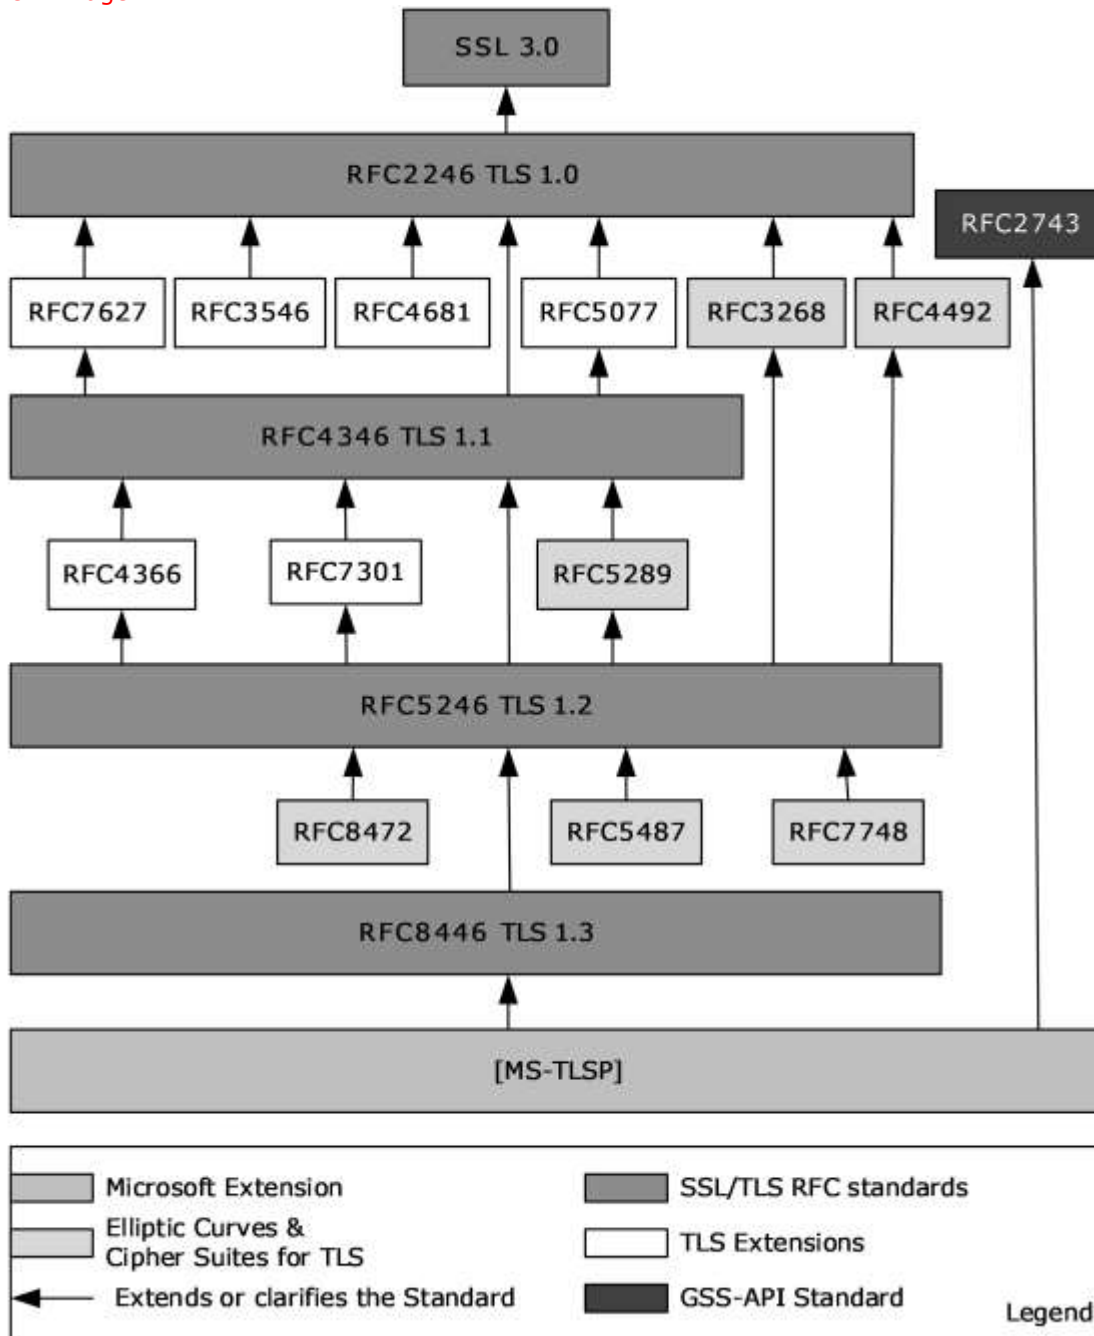 SSL 3.0
RFC2246 TLS 1.0
RFC2743
RFC7627
RFC3546
RFC4681
RFC5077
RFC3268
RFC4492
RFC4346 TLS 1.1
RFC4366
RFC7301
RFC5289
RFC5246 TLS 1.2
RFC8472
RFC5487
RFC7748
RFC8446 TLS 1.3
[MS-TLSP]
Microsoft Extension
SSL/TLS RFC standards
Elliptic Curves &
Cipher Suites for TLS
TLS Extensions
Extends or clarifies the Standard
GSS-API Standard
Legend